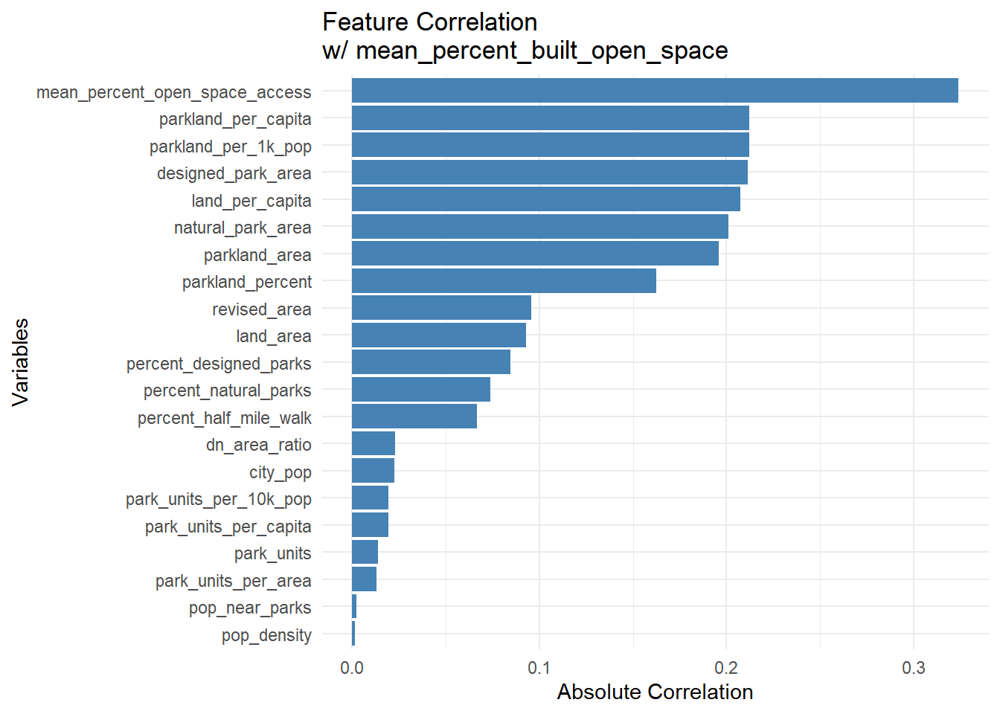 Feature Correlation
w/ mean_percent_built_open_space
mean_percent_open_space_access
parkland_per_capita
parkland_per_1k_pop
designed_park_area
land_per_capita
natural_park_area
parkland_area
parkland_percent
revised_area
land_area
percent_designed_parks
percent_natural_parks
percent_half_mile_walk
dn_area_ratio
city_pop
park_units_per_10k_pop
park_units_per_capita
park_units
park_units_per_area
pop_near_parks
pop_density
Variables
0.0 0.1 0.2 0.3
Absolute Correlation